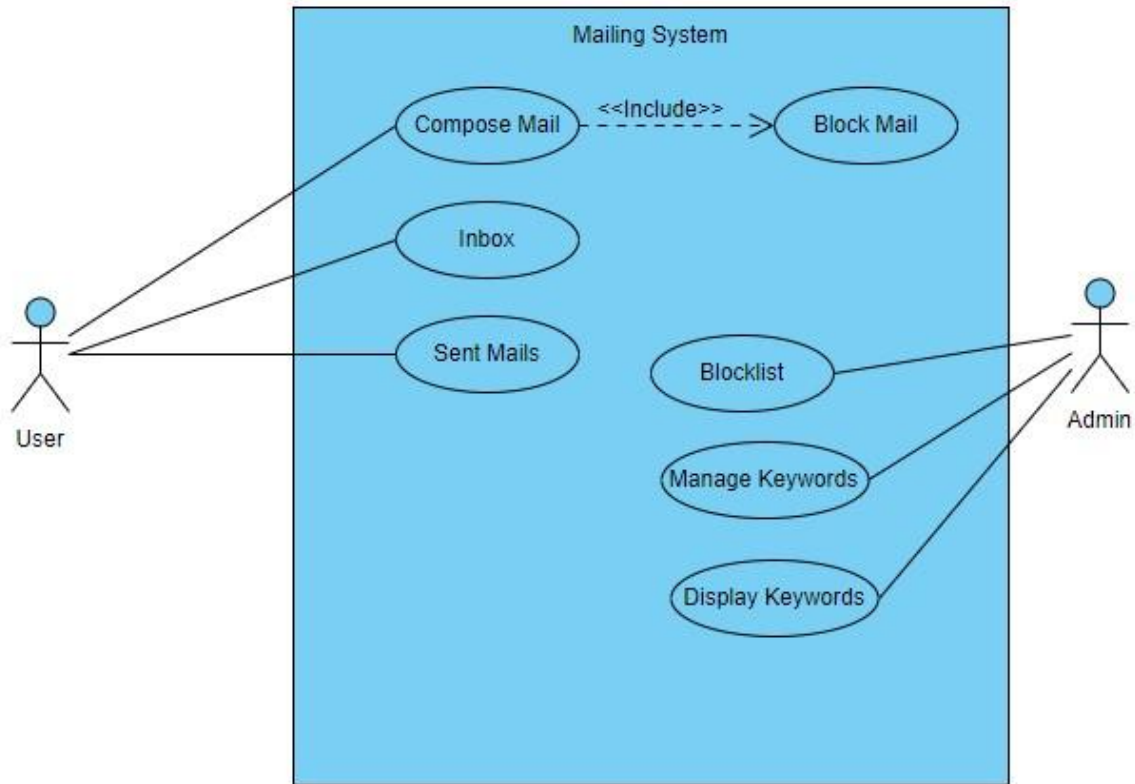 Mailing System
Compose Mail
<<Include>>
Block Mail
Inbox
Sent Mails
Blocklist
Manage Keywords
Display Keywords
User
Admin